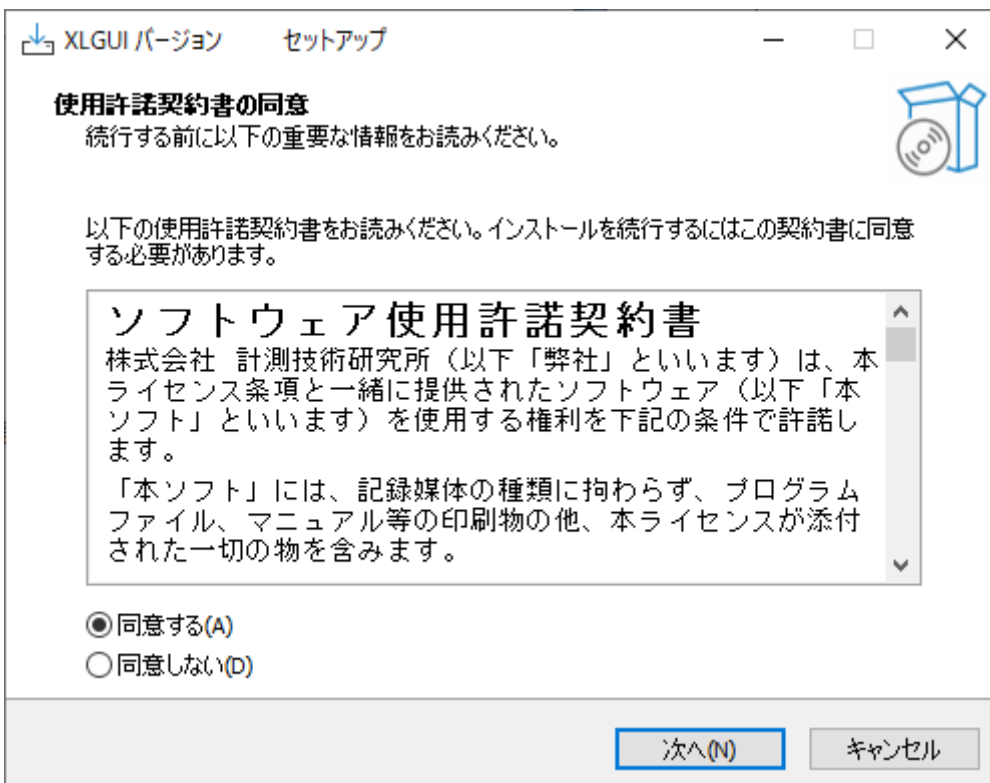 XLGUI バージョン　　セットアップ
使用許諾契約書の同意
続行する前に以下の重要な情報をお読みください。
以下の使用許諾契約書をお読みください。インストールを続行するにはこの契約書に同意
する必要があります。
ソフトウェア使用許諾契約書
株式会社 計測技術研究所（以下「弊社」といいます）は、本
ライセンス条項と一緒に提供されたソフトウェア（以下「本
ソフト」といいます）を使用する権利を下記の条件で許諾し
ます。
「本ソフト」には、記録媒体の種類に拘わらず、プログラム
ファイル、マニュアル等の印刷物の他、本ライセンスが添付
された一切の物を含みます。
同意する(A)
同意しない(D)
次へ(N)
キャンセル